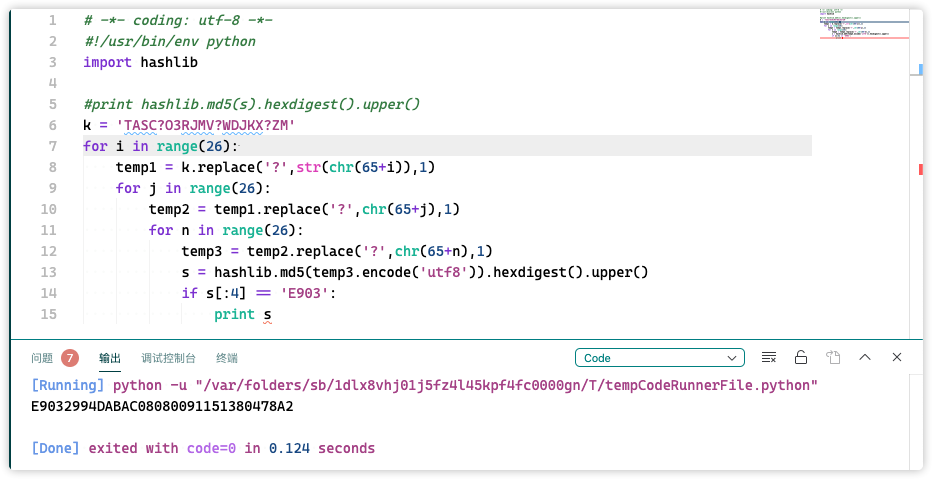 1 # -*- coding: utf-8 -*-
2 #!/usr/bin/env python
3 import hashlib
4
5 #print hashlib.md5(s).hexdigest().upper()
6 k = 'TASC?O3RJMV?WDJKX?ZM'
7 for i in range(26):
8 temp1 = k.replace('?',str(chr(65+i)),1)
9 for j in range(26):
10 temp2 = temp1.replace('?',chr(65+j),1)
11 for n in range(26):
12 temp3 = temp2.replace('?',chr(65+n),1)
13 s = hashlib.md5(temp3.encode('utf8')).hexdigest().upper()
14 if s[:4] == 'E903':
15 print s
问题 7 输出 调试控制台 终端 Code
[Running] python -u "/var/folders/sb/1dlx8vhj01j5fz4l45kpf4fc0000gn/T/tempCodeRunnerFile.python"
E9032994DABAC08080091151380478A2
[Done] exited with code=0 in 0.124 seconds